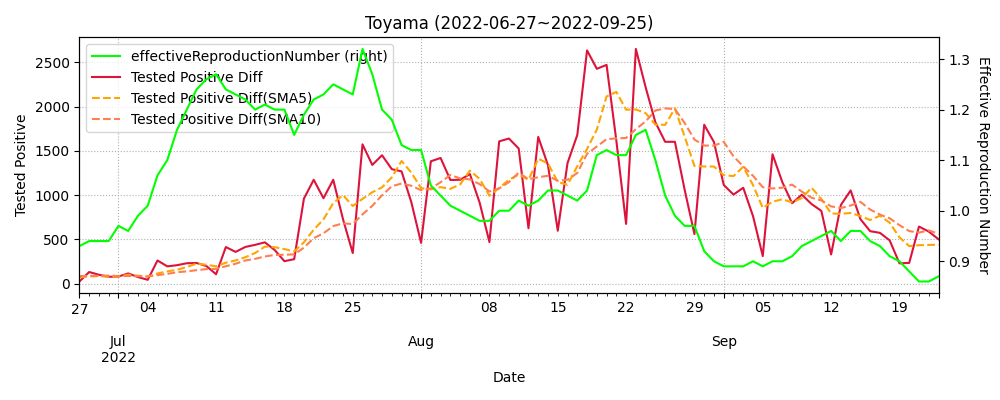 Toyama (2022-06-27~2022-09-25)
effectiveReproductionNumber (right)
Tested Positive Diff
Tested Positive Diff(SMA5)
Tested Positive Diff(SMA10)
2500
2000
1500
1000
500
0
Tested Positive
1.3
1.2
1.1
1.0
0.9
Effective Reproduction Number
27 04 11 18 25 08 15 22 29 05 12 19
Jul Aug Sep
2022
Date